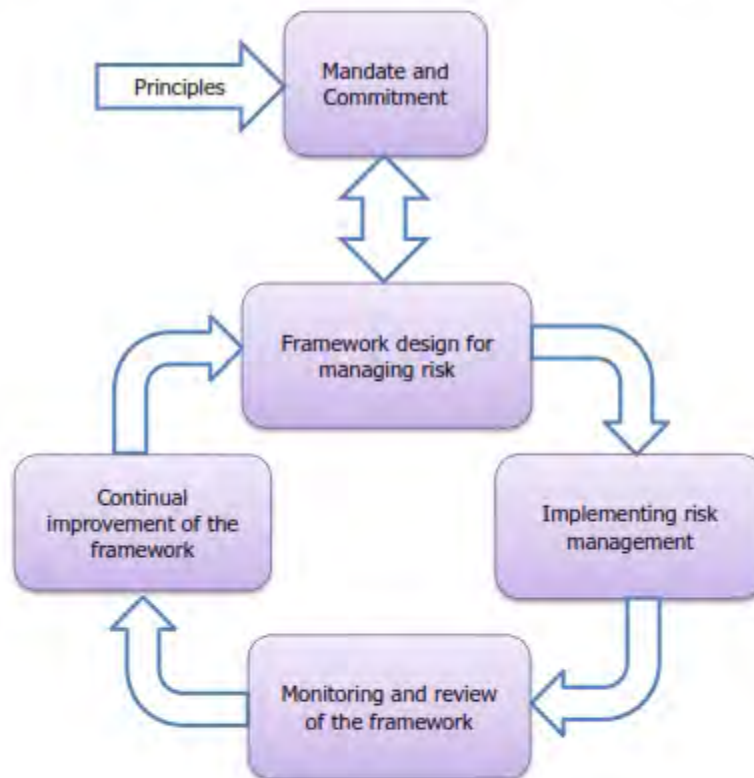 Principles
Mandate and
Commitment
Framework design for
managing risk
Continual
improvement of the
framework
Implementing risk
management
Monitoring and review
of the framework